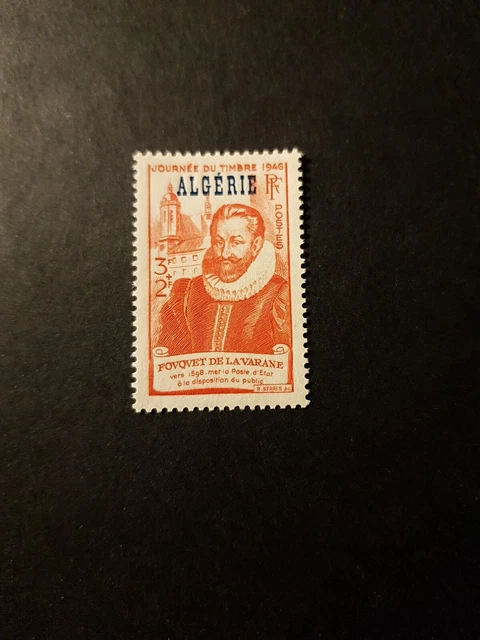 JOURNÉE DU TIMBRE 1946
ALGÉRIE RF
POSTES
3F
+2F
FOVQVET DE LA VARANE
vers 1598, met la Poste d'Etat
à la disposition du public